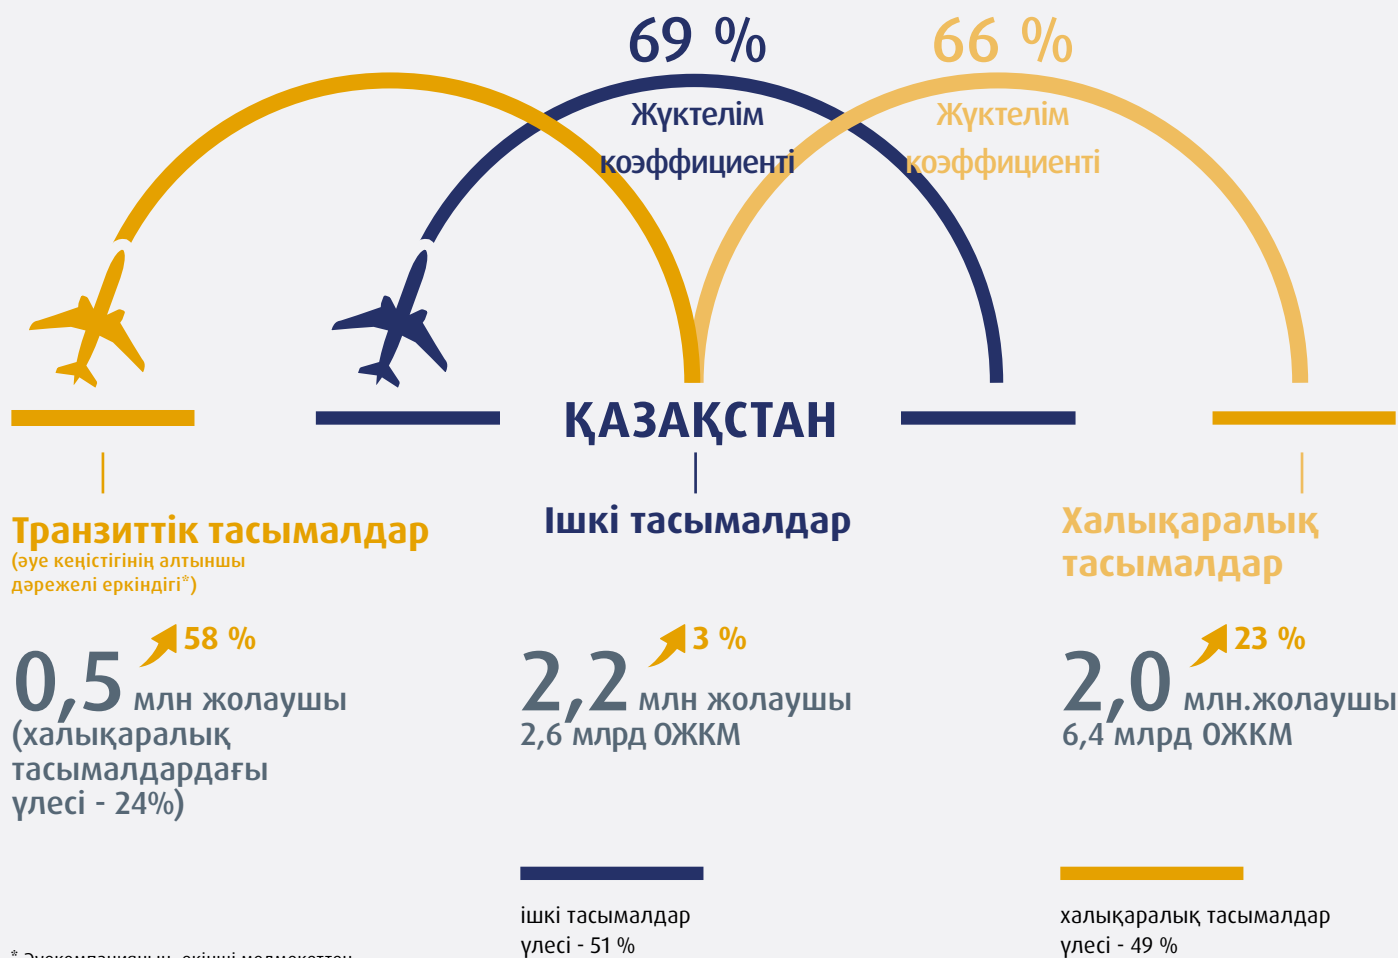 69 %
Жүктелім
коэффициенті
66 %
Жүктелім
коэффициенті
ҚАЗАҚСТАН
Транзиттік тасымалдар
(әуе кеңістігінің алтыншы
дәрежелі еркіндігі*)
58 %
0,5 млн жолаушы
(халықаралық
тасымалдардағы
үлесі - 24%)
Ішкі тасымалдар
3 %
2,2 млн жолаушы
2,6 млрд ОЖКМ
ішкі тасымалдар
үлесі - 51 %
Халықаралық
тасымалдар
23 %
2,0 млн.жолаушы
6,4 млрд ОЖКМ
халықаралық тасымалдар
үлесі - 49 %